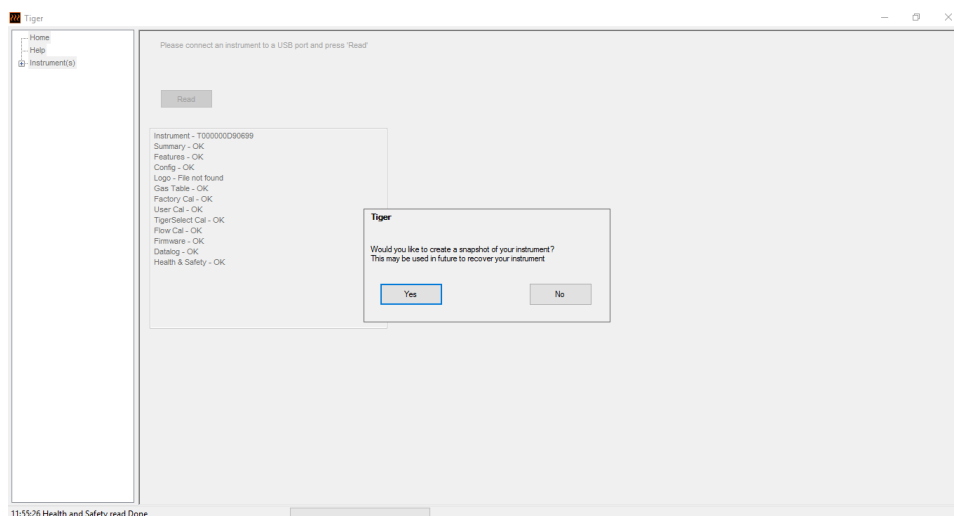 Tiger
Home
Help
Instrument(s)
Please connect an instrument to a USB port and press 'Read'
Read
Instrument - T000000D90699
Summary - OK
Features - OK
Config - OK
Logo - File not found
Gas Table - OK
Factory Cal - OK
User Cal - OK
TigerSelect Cal - OK
Flow Cal - OK
Firmware - OK
Datalog - OK
Health & Safety - OK
Tiger
Would you like to create a snapshot of your instrument?
This may be used in future to recover your instrument
Yes
No
11:55:26 Health and Safety read Done